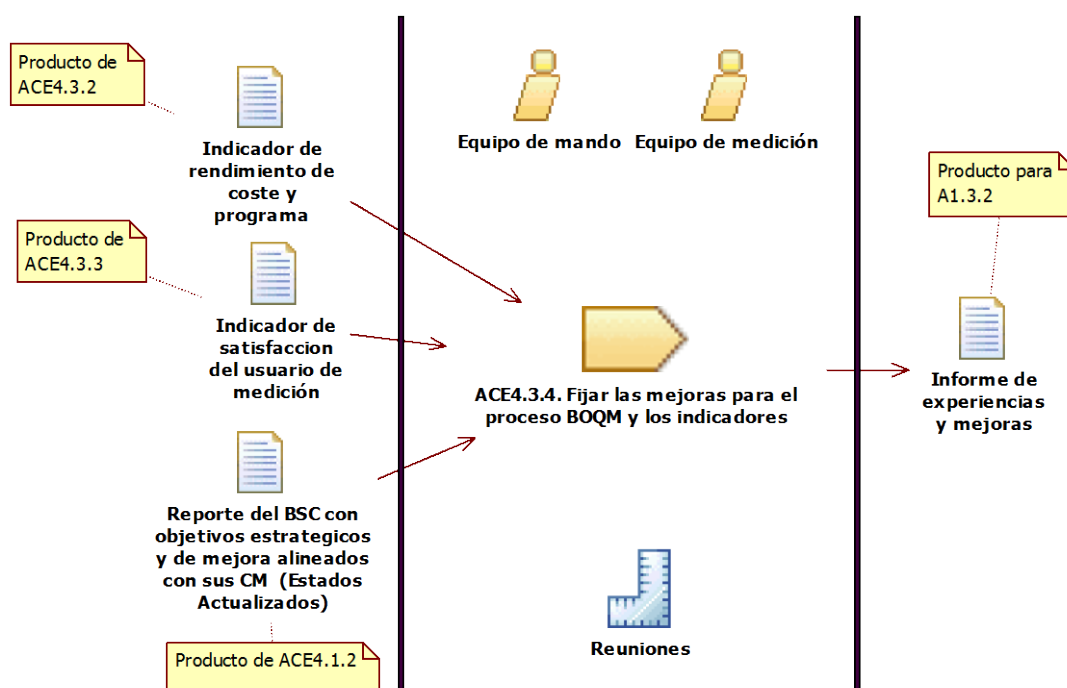 Producto de
ACE4.3.2
Indicador de
rendimiento de
coste y
programa
Producto de
ACE4.3.3
Indicador de
satisfaccion
del usuario de
medición
Reporte del BSC con
objetivos estrategicos
y de mejora alineados
con sus CM (Estados
Actualizados)
Producto de ACE4.1.2
Equipo de mando
Equipo de medición
ACE4.3.4. Fijar las mejoras para el
proceso BOQM y los indicadores
Reuniones
Producto para
A1.3.2
Informe de
experiencias
y mejoras